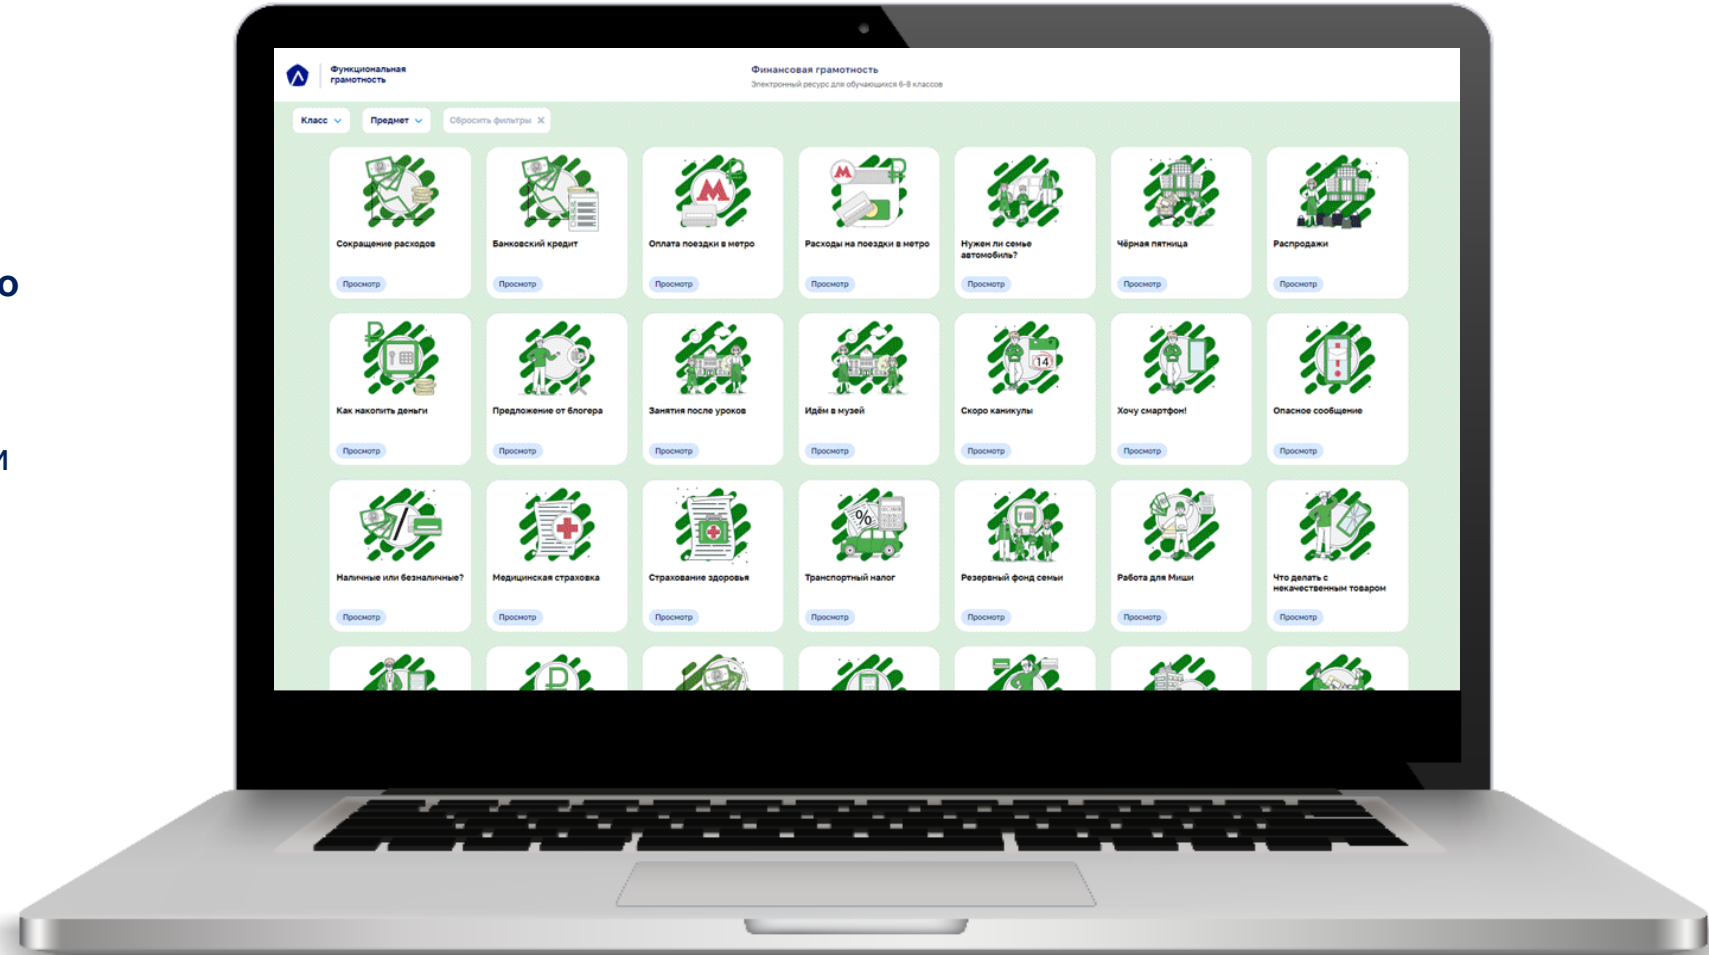 Функциональная
грамотность
Финансовая грамотность
Электронный ресурс для обучающихся 6-8 классов
Класс
Предмет
Сбросить фильтры
Сокращение расходов
Банковский кредит
Оплата поездки в метро
Расходы на поездки в метро
Нужен ли семье
автомобиль?
Чёрная пятница
Распродажи
Просмотр
Просмотр
Просмотр
Просмотр
Просмотр
Просмотр
Просмотр
о
14
Как накопить деньги
Предложение от блогера
Занятия после уроков
Идём в музей
Скоро каникулы
Хочу смартфон!
Опасное сообщение
Просмотр
Просмотр
Просмотр
Просмотр
Просмотр
Просмотр
Просмотр
и
%
Наличные или безналичные?
Медицинская страховка
Страхование здоровья
Транспортный налог
Резервный фонд семьи
Работа для Миши
Что делать с
некачественным товаром
Просмотр
Просмотр
Просмотр
Просмотр
Просмотр
Просмотр
Просмотр